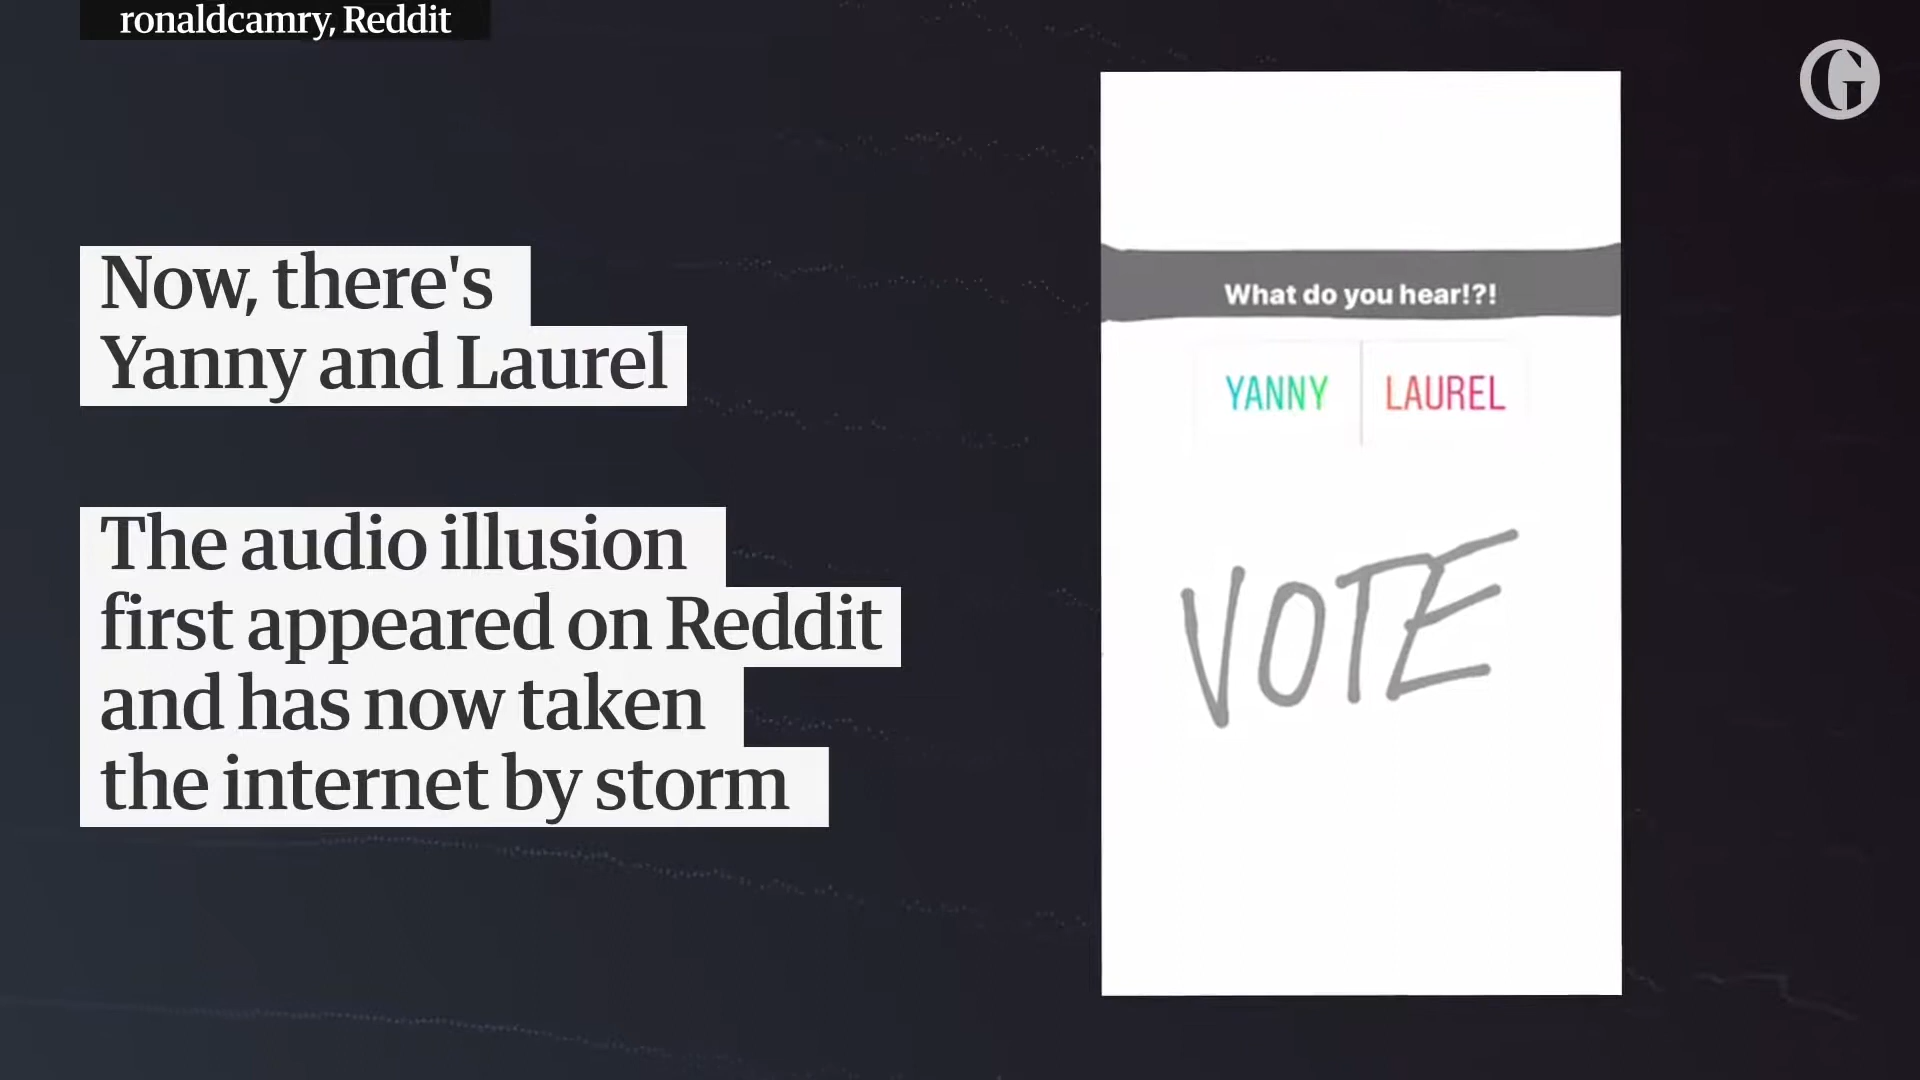 ronaldcamry, Reddit
Now, there's
Yanny and Laurel
The audio illusion
first appeared on Reddit
and has now taken
the internet by storm
What do you hear!?!
YANNY LAUREL
VOTE
G